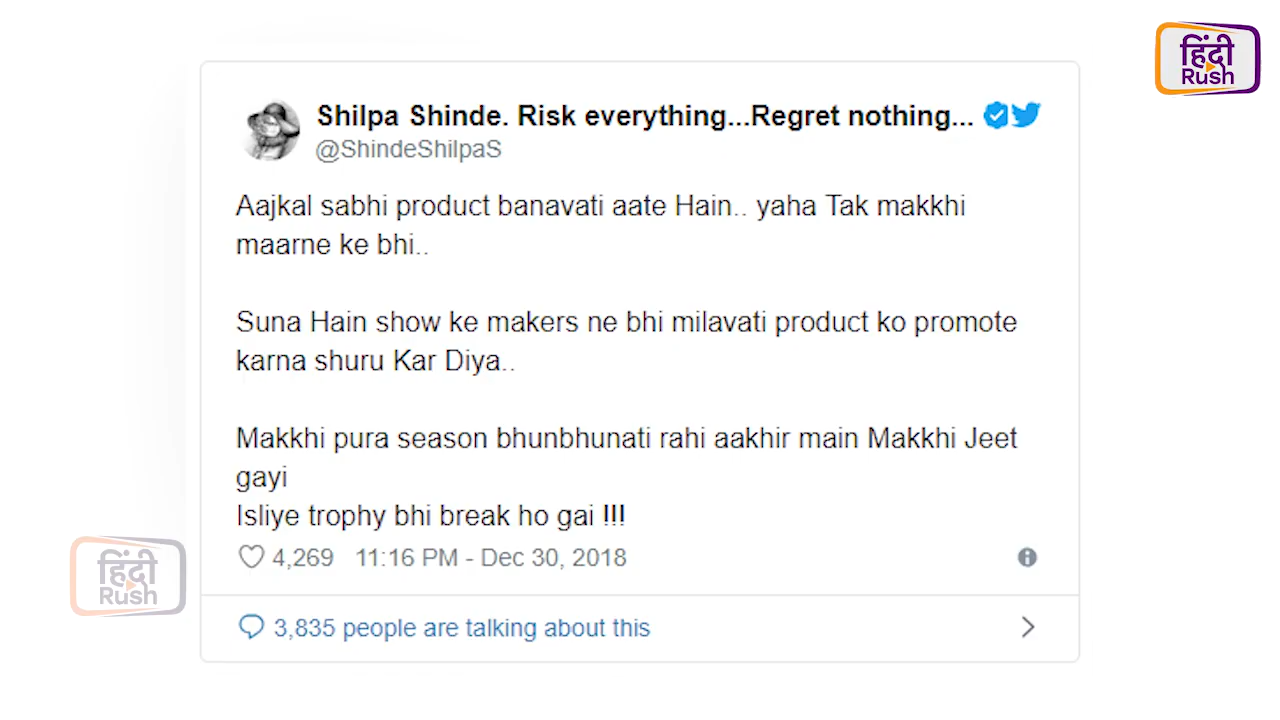 हिंदी
Rush
Shilpa Shinde. Risk everything...Regret nothing...
@ShindeShilpaS
Aajkal sabhi product banavati aate Hain.. yaha Tak makkhi
maarne ke bhi..
Suna Hain show ke makers ne bhi milavati product ko promote
karna shuru Kar Diya..
Makkhi pura season bhunbhunati rahi aakhir main Makkhi Jeet
gayi
Isliye trophy bhi break ho gai !!!
4,269 11:16 PM - Dec 30, 2018
हिंदी
Rush
3,835 people are talking about this